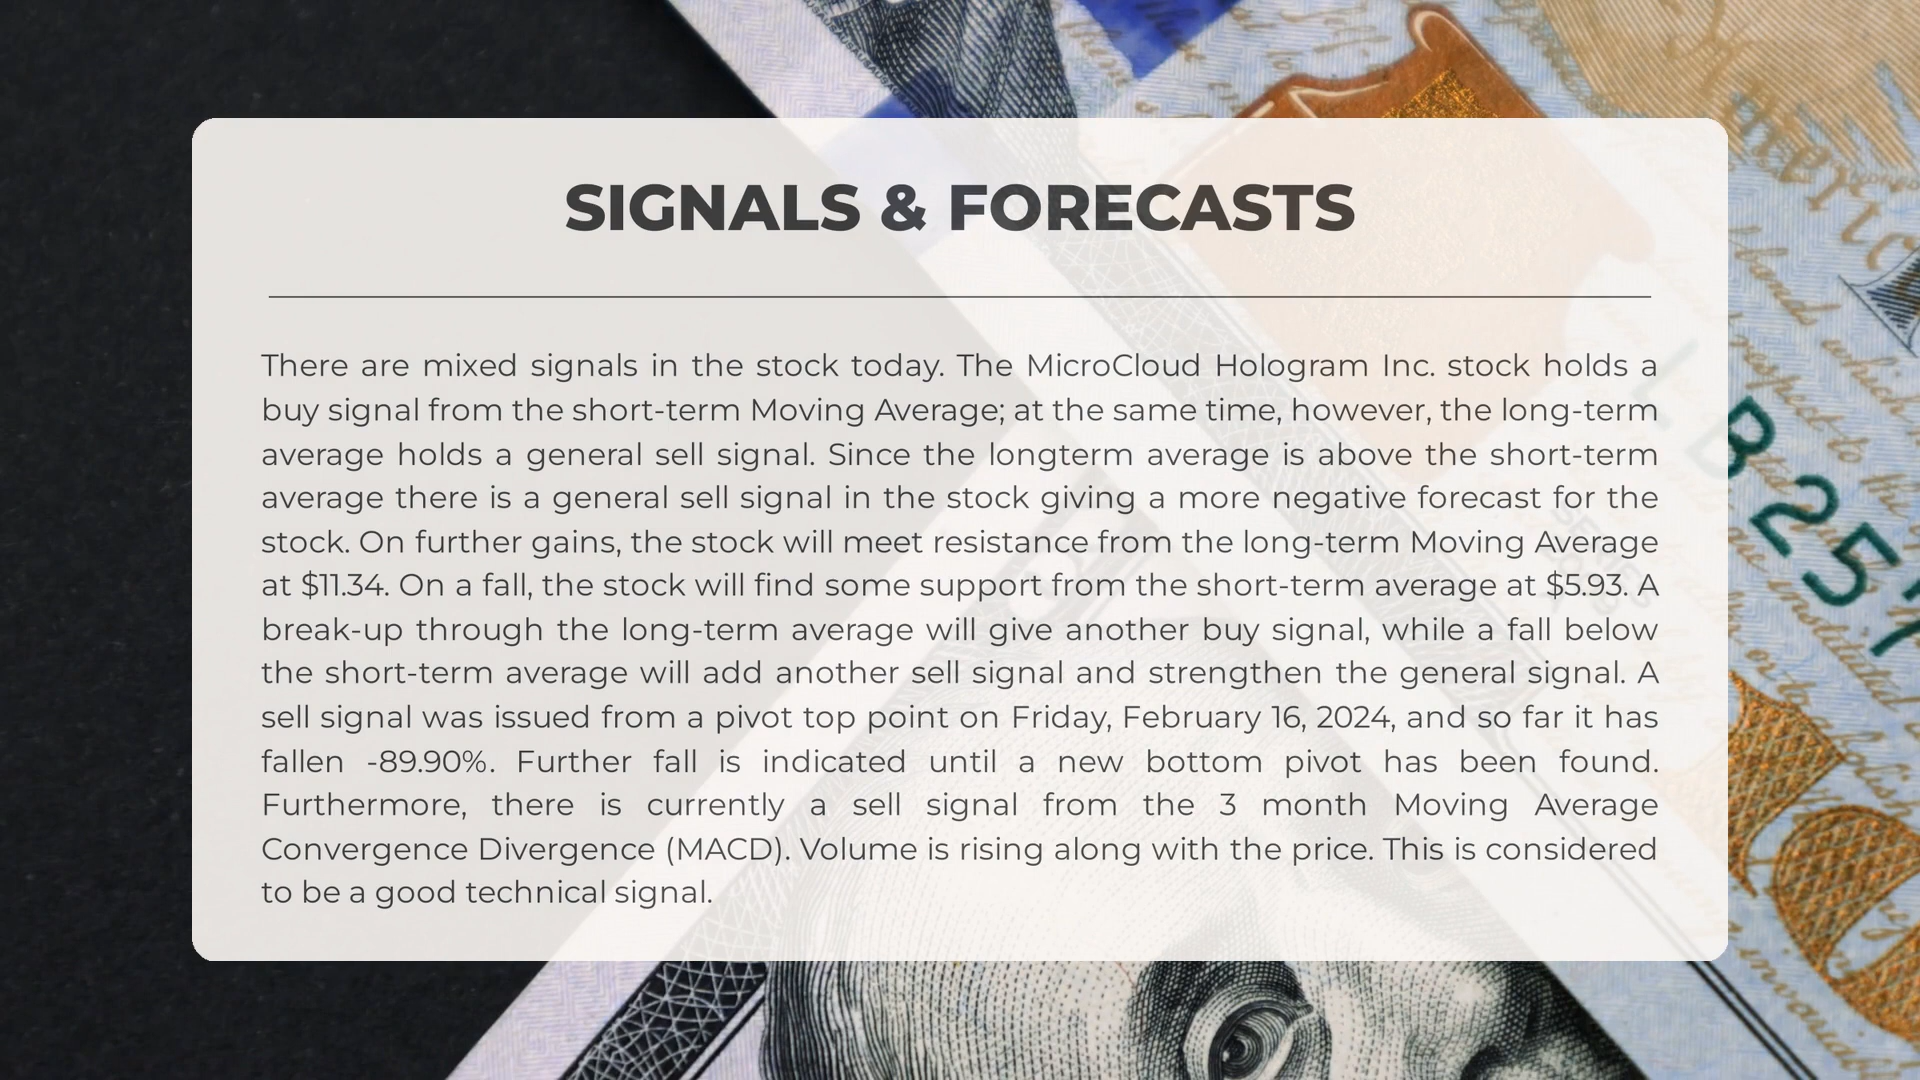 SIGNALS & FORECASTS
There are mixed signals in the stock today. The MicroCloud Hologram Inc. stock holds a
buy signal from the short-term Moving Average; at the same time, however, the long-term
average holds a general sell signal. Since the longterm average is above the short-term
average there is a general sell signal in the stock giving a more negative forecast for the
stock. On further gains, the stock will meet resistance from the long-term Moving Average
at $11.34. On a fall, the stock will find some support from the short-term average at $5.93. A
break-up through the long-term average will give another buy signal, while a fall below
the short-term average will add another sell signal and strengthen the general signal. A
sell signal was issued from a pivot top point on Friday, February 16, 2024, and so far it has
fallen -89.90%. Further fall is indicated until a new bottom pivot has been found.
Furthermore, there is currently a sell signal from the 3 month Moving Average
Convergence Divergence (MACD). Volume is rising along with the price. This is considered
to be a good technical signal.